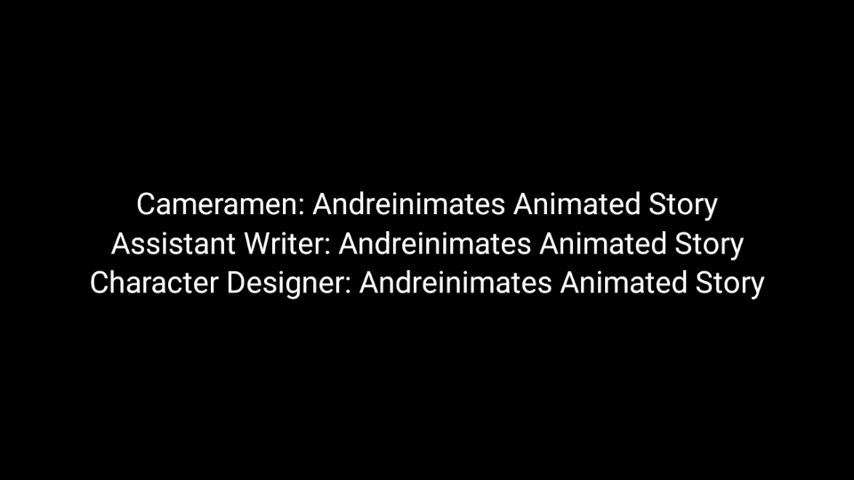 Cameramen: Andreinimates Animated Story
Assistant Writer: Andreinimates Animated Story
Character Designer: Andreinimates Animated Story